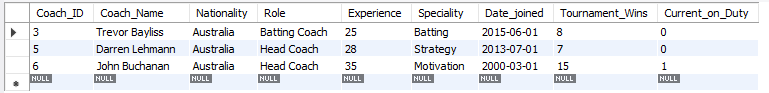 Coach_ID Coach_Name Nationality Role Experience Speciality Date_joined Tournament_Wins Current_on_Duty
3 Trevor Bayliss Australia Batting Coach 25 Batting 2015-06-01 8 0
5 Darren Lehmann Australia Head Coach 28 Strategy 2013-07-01 7 0
6 John Buchanan Australia Head Coach 35 Motivation 2000-03-01 15 1
NULL NULL NULL NULL NULL NULL NULL NULL NULL